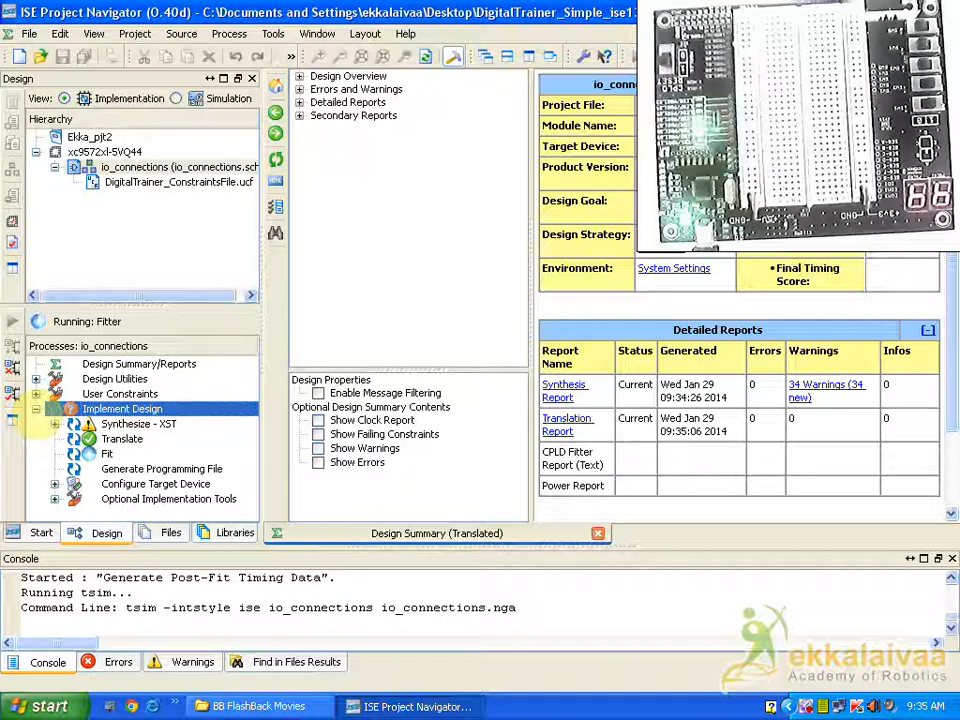 ISE Project Navigator (O.40d) - C:\Documents and Settings\ekkalaivaa\Desktop\DigitalTrainer_Simple_ise1
File Edit View Project Source Process Tools Window Layout Help
Design
View: Implementation Simulation
Hierarchy
Ekka_pjt2
xc9572xl-5VQ44
io_connections (io_connections.sch
DigitalTrainer_ConstraintsFile.ucf
Running: Fitter
Processes: io_connections
Design Summary/Reports
Design Utilities
User Constraints
Implement Design
Synthesize - XST
Translate
Fit
Generate Programming File
Configure Target Device
Optional Implementation Tools
Start Design Files Libraries
Design Overview
Errors and Warnings
Detailed Reports
Secondary Reports
Design Properties
Enable Message Filtering
Optional Design Summary Contents
Show Clock Report
Show Failing Constraints
Show Warnings
Show Errors
Design Summary (Translated)
io_conn
Project File:
Module Name:
Target Device:
Product Version:
Design Goal:
Design Strategy:
Environment: System Settings •Final Timing
Score:
Detailed Reports [-]
Report
Name Status Generated Errors Warnings Infos
Synthesis
Report Current Wed Jan 29
09:34:26 2014 0 34 Warnings (34
new) 0
Translation
Report Current Wed Jan 29
09:35:06 2014 0 0 0
CPLD Fitter
Report (Text)
Power Report
Console
Started : "Generate Post-Fit Timing Data".
Running tsim...
Command Line: tsim -intstyle ise io_connections io_connections.nga
Console Errors Warnings Find in Files Results
ekkalaivaa
Academy of Robotics
start BB FlashBack Movies ISE Project Navigator... 9:35 AM